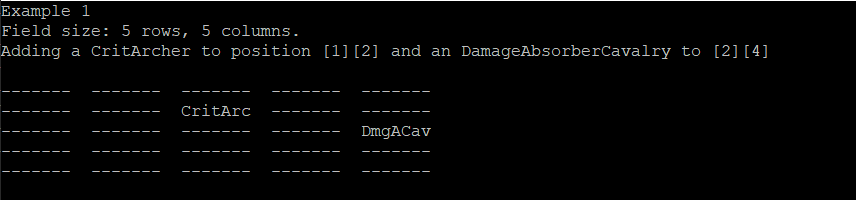 Example 1
Field size: 5 rows, 5 columns.
Adding a CritArcher to position [1][2] and an DamageAbsorberCavalry to [2][4]
-------  -------  -------  -------  -------
-------  -------  CritArc  -------  -------
-------  -------  -------  -------  DmgACav
-------  -------  -------  -------  -------
-------  -------  -------  -------  -------